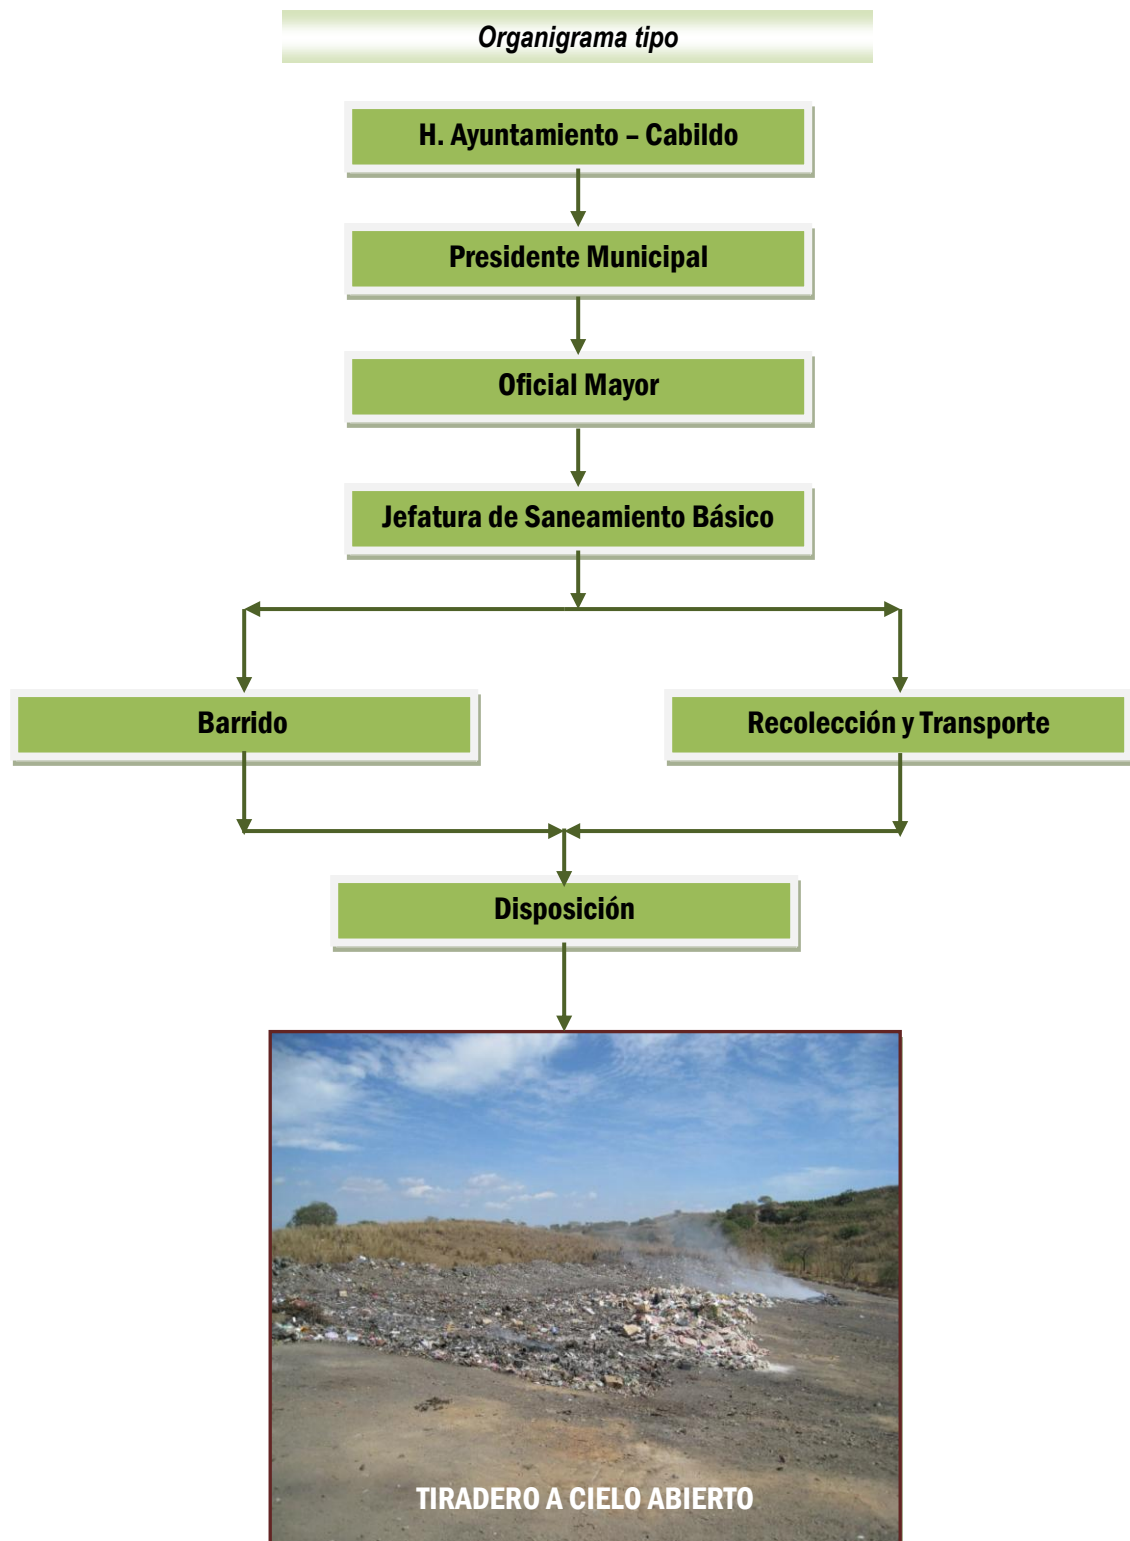 Organigrama tipo
H. Ayuntamiento – Cabildo
Presidente Municipal
Oficial Mayor
Jefatura de Saneamiento Básico
Barrido
Recolección y Transporte
Disposición
TIRADERO A CIELO ABIERTO